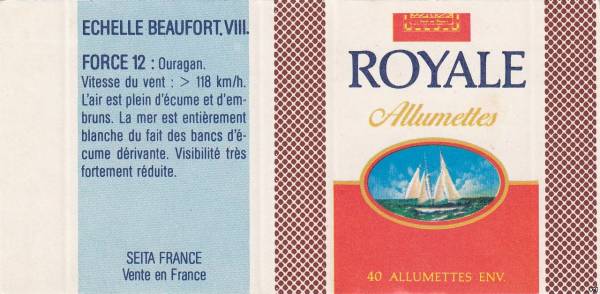 ECHELLE BEAUFORT.VIII.
FORCE 12 : Ouragan.
Vitesse du vent : > 118 km/h.
L'air est plein d'écume et d'em-
bruns. La mer est entièrement
blanche du fait des bancs d'é-
cume dérivante. Visibilité très
fortement réduite.
SEITA FRANCE
Vente en France
ROYALE
Allumettes
40 ALLUMETTES ENV.